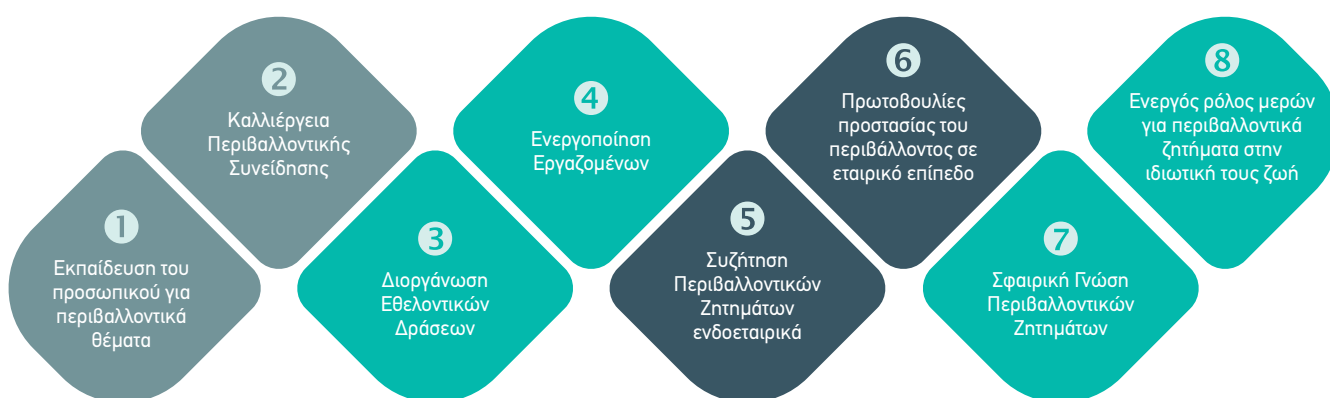 1
Εκπαίδευση του
προσωπικού για
περιβαλλοντικά
θέματα
2
Καλλιέργεια
Περιβαλλοντικής
Συνείδησης
3
Διοργάνωση
Εθελοντικών
Δράσεων
4
Ενεργοποίηση
Εργαζομένων
5
Συζήτηση
Περιβαλλοντικών
Ζητημάτων
ενδοεταιρικά
6
Πρωτοβουλίες
προστασίας του
περιβάλλοντος σε
εταιρικό επίπεδο
7
Σφαιρική Γνώση
Περιβαλλοντικών
Ζητημάτων
8
Ενεργός ρόλος μερών
για περιβαλλοντικά
ζητήματα στην
ιδιωτική τους ζωή